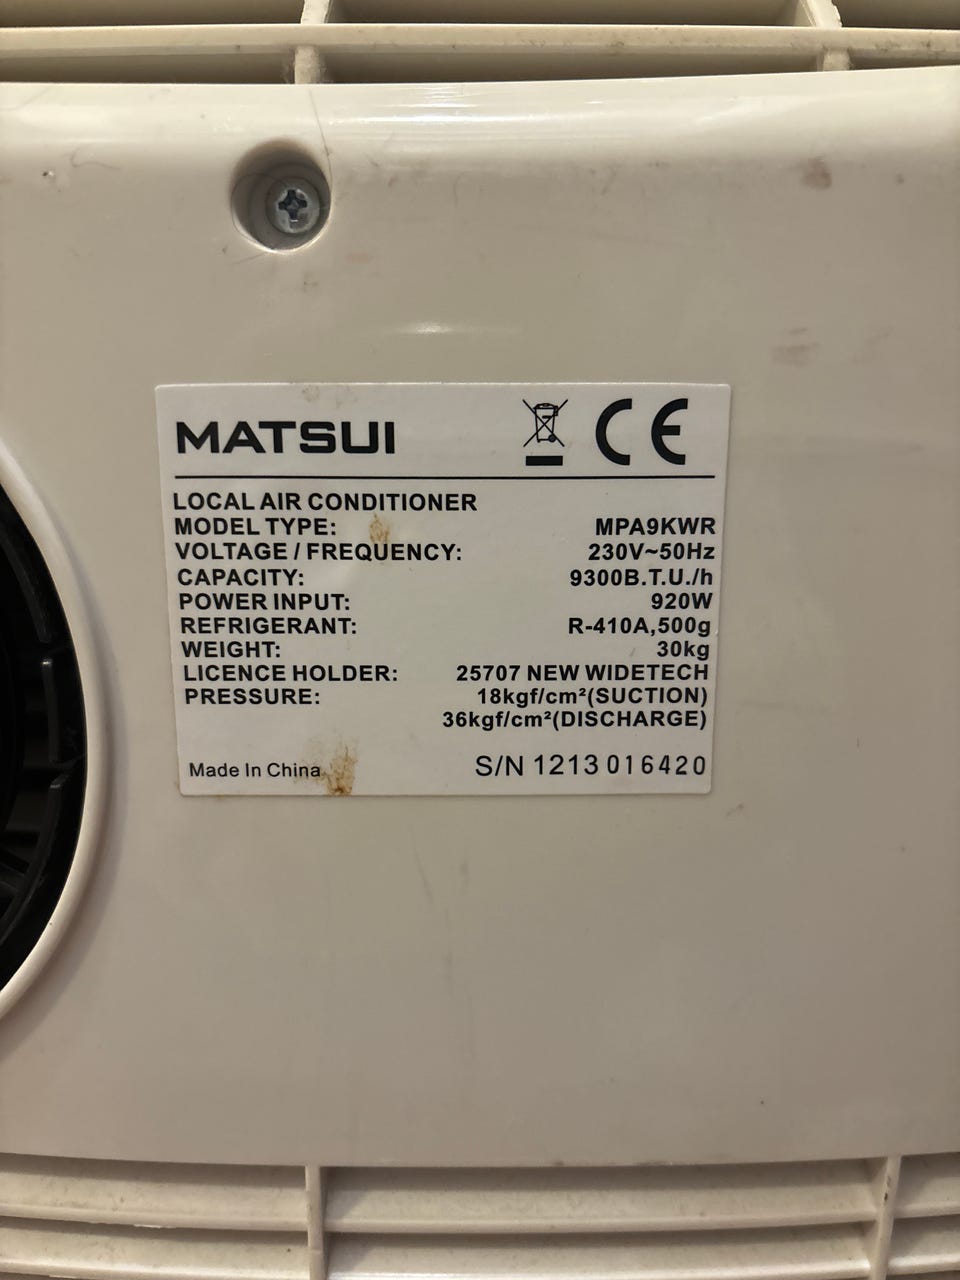 MATSUI CE
LOCAL AIR CONDITIONER
MODEL TYPE: MPA9KWR
VOLTAGE / FREQUENCY: 230V~50Hz
CAPACITY: 9300B.T.U./h
POWER INPUT: 920W
REFRIGERANT: R-410A,500g
WEIGHT: 30kg
LICENCE HOLDER: 25707 NEW WIDETECH
PRESSURE: 18kgf/cm²(SUCTION)
36kgf/cm²(DISCHARGE)
Made In China S/N 1213 016420